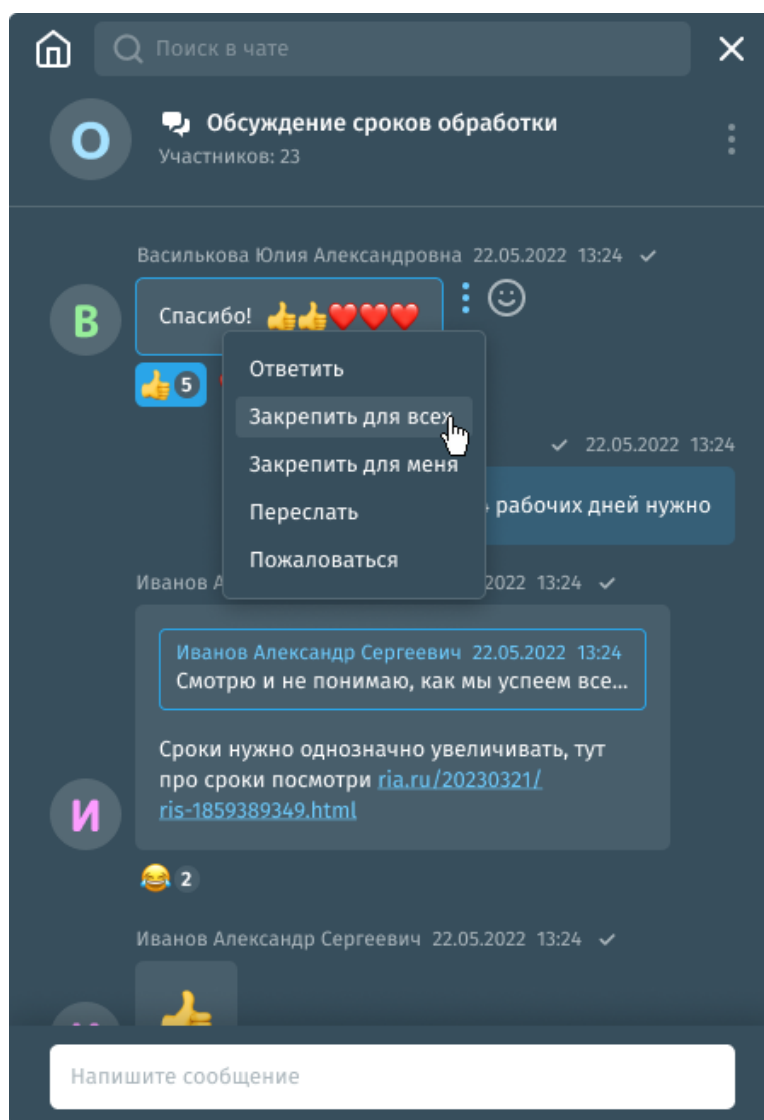 Поиск в чате
О
Обсуждение сроков обработки
Участников: 23
Василькова Юлия Александровна 22.05.2022 13:24
В
Спасибо! 👍👍❤️❤️❤️
👍 5
Ответить
Закрепить для всех
Закрепить для меня
Переслать
Пожаловаться
22.05.2022 13:24
рабочих дней нужно
Иванов 2022 13:24
Иванов Александр Сергеевич 22.05.2022 13:24
Смотрю и не понимаю, как мы успеем все...
Сроки нужно однозначно увеличивать, тут
про сроки посмотри ria.ru/20230321/
ris-1859389349.html
И
😂 2
Иванов Александр Сергеевич 22.05.2022 13:24
👍
Напишите сообщение